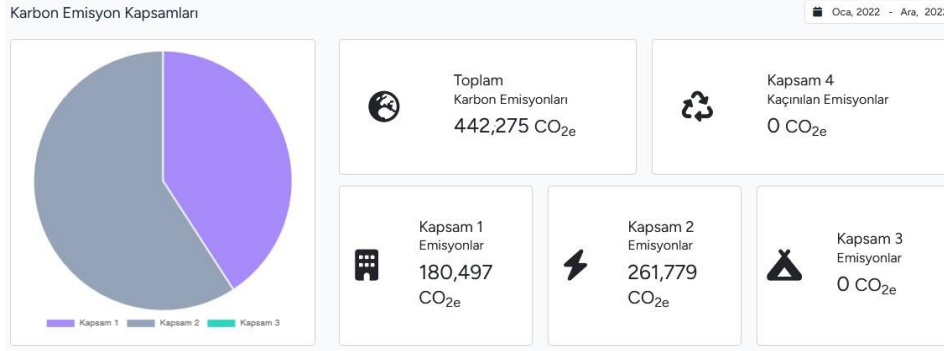 Karbon Emisyon Kapsamları
Oca, 2022 - Ara, 202
Toplam
Karbon Emisyonları
442,275 CO2e
Kapsam 4
Kaçınılan Emisyonlar
0 CO2e
Kapsam 1
Emisyonlar
180,497
CO2e
Kapsam 2
Emisyonlar
261,779
CO2e
Kapsam 3
Emisyonlar
0 CO2e
Kapsam 1 Kapsam 2 Kapsam 3